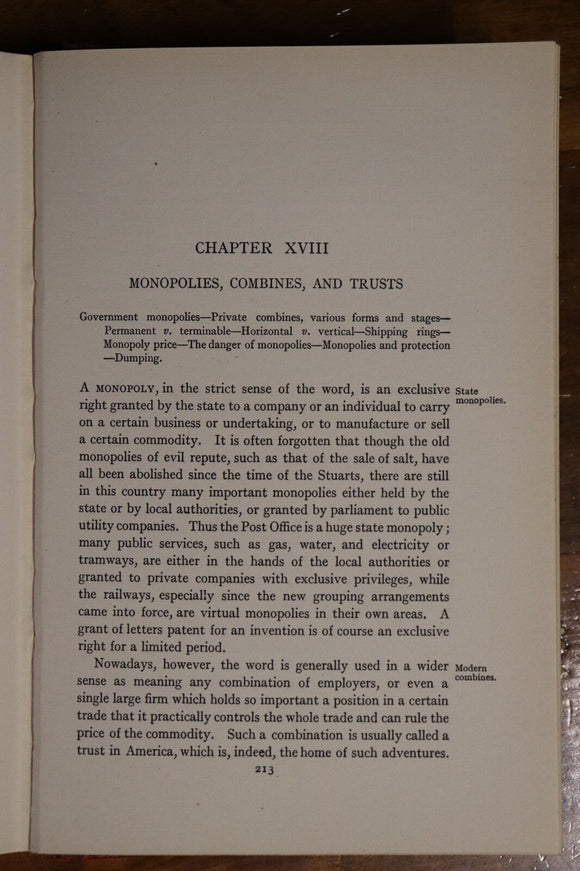 CHAPTER XVIII
MONOPOLIES, COMBINES, AND TRUSTS
Government monopolies—Private combines, various forms and stages—
Permanent v. terminable—Horizontal v. vertical—Shipping rings—
Monopoly price—The danger of monopolies—Monopolies and protection
—Dumping.
A MONOPOLY, in the strict sense of the word, is an exclusive
right granted by the state to a company or an individual to carry
on a certain business or undertaking, or to manufacture or sell
a certain commodity. It is often forgotten that though the old
monopolies of evil repute, such as that of the sale of salt, have
all been abolished since the time of the Stuarts, there are still
in this country many important monopolies either held by the
state or by local authorities, or granted by parliament to public
utility companies. Thus the Post Office is a huge state monopoly ;
many public services, such as gas, water, and electricity or
tramways, are either in the hands of the local authorities or
granted to private companies with exclusive privileges, while
the railways, especially since the new grouping arrangements
came into force, are virtual monopolies in their own areas. A
grant of letters patent for an invention is of course an exclusive
right for a limited period.
State
monopolies.
Nowadays, however, the word is generally used in a wider
sense as meaning any combination of employers, or even a
single large firm which holds so important a position in a certain
trade that it practically controls the whole trade and can rule the
price of the commodity. Such a combination is usually called a
trust in America, which is, indeed, the home of such adventures.
Modern
combines.
213